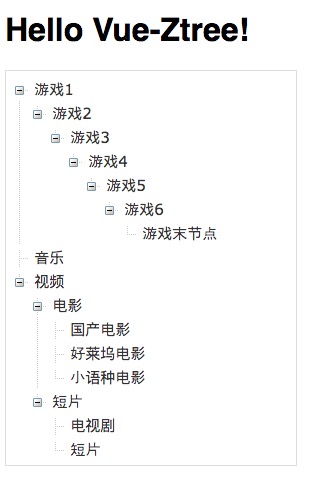 Hello Vue-Ztree!
游戏1
游戏2
游戏3
游戏4
游戏5
游戏6
游戏末节点
音乐
视频
电影
国产电影
好莱坞电影
小语种电影
短片
电视剧
短片